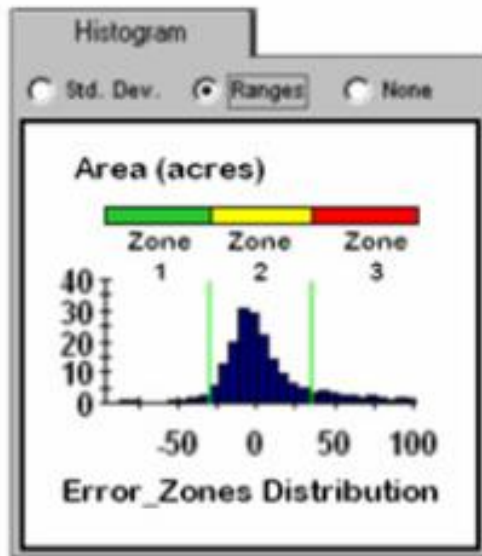 Histogram
Std. Dev. Ranges None
Area (acres)
Zone 1 Zone 2 Zone 3
40
30
20
10
0
-50 0 50 100
Error_Zones Distribution